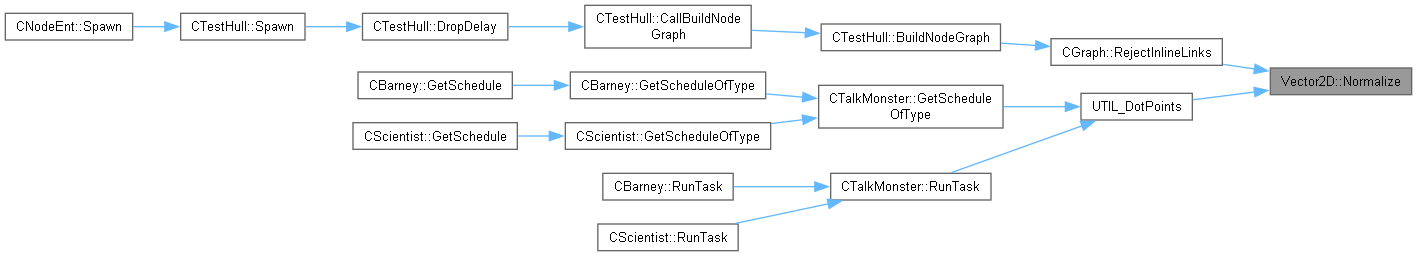 CNodeEnt::Spawn
CTestHull::Spawn
CTestHull::DropDelay
CTestHull::CallBuildNode
Graph
CTestHull::BuildNodeGraph
CGraph::RejectInlineLinks
Vector2D::Normalize
CBarney::GetSchedule
CBarney::GetScheduleOfType
CTalkMonster::GetSchedule
OfType
UTIL_DotPoints
CScientist::GetSchedule
CScientist::GetScheduleOfType
CBarney::RunTask
CTalkMonster::RunTask
CScientist::RunTask